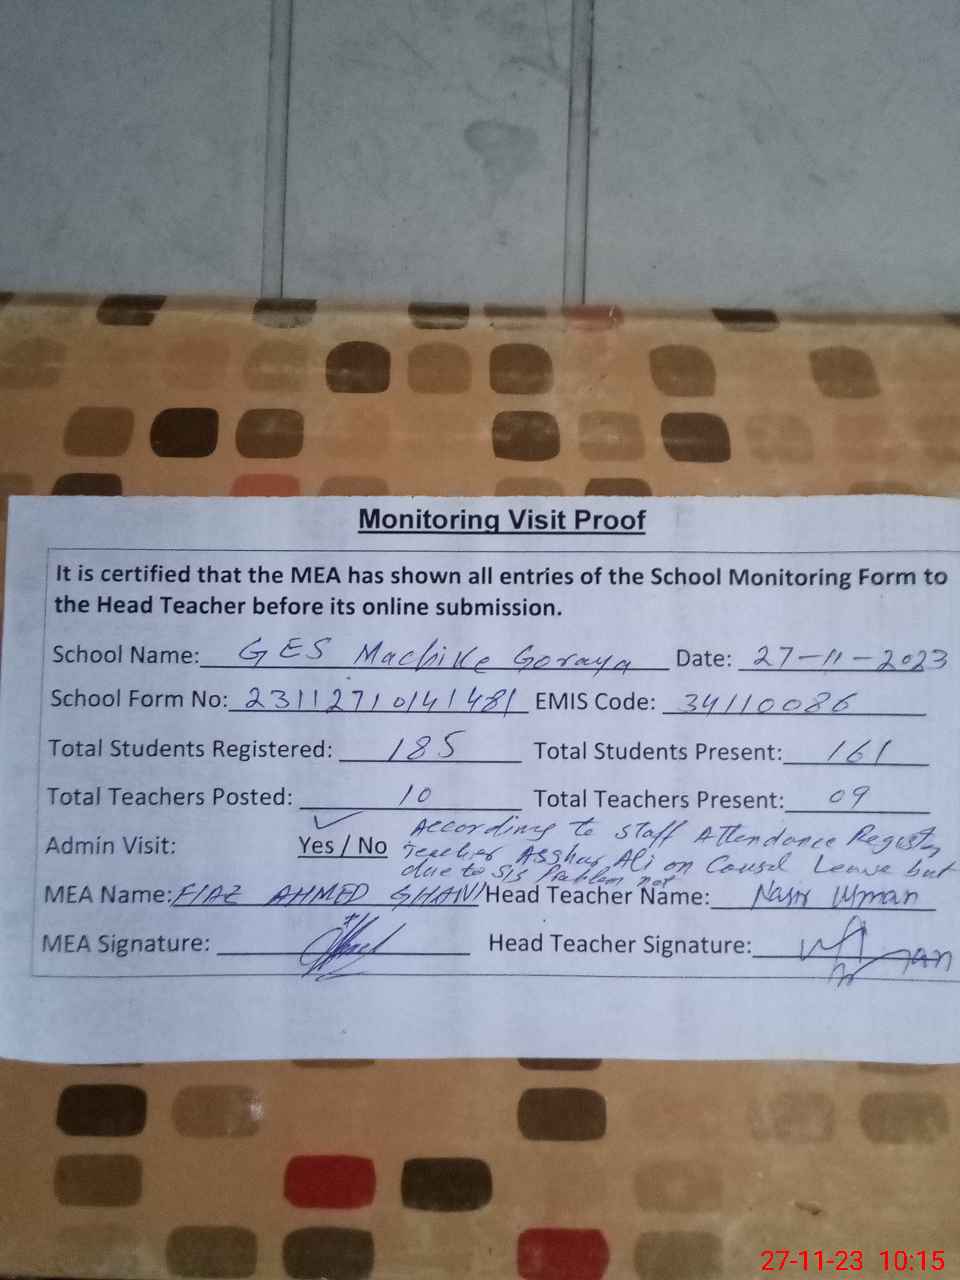 Monitoring Visit Proof
It is certified that the MEA has shown all entries of the School Monitoring Form to
the Head Teacher before its online submission.
School Name: GES Machike Goraya Date: 27-11-2023
School Form No: 23112710141481 EMIS Code: 34110086
Total Students Registered: 185 Total Students Present: 161
Total Teachers Posted: 10 Total Teachers Present: 09
According to Staff Attendance Register
Admin Visit: Yes / No Teacher Asghar Ali on Causal Leave but
due to SIS Problem not
MEA Name: FIAZ AHMED GHANI Head Teacher Name: Nasir Usman
MEA Signature: Head Teacher Signature:
27-11-23 10:15